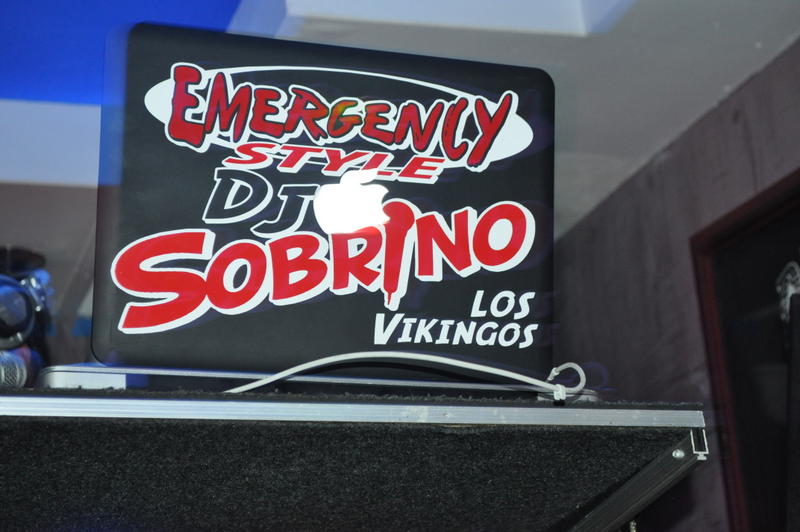 EMERGENCY
STYLE
DJ
SOBRINO
LOS
VIKINGOS